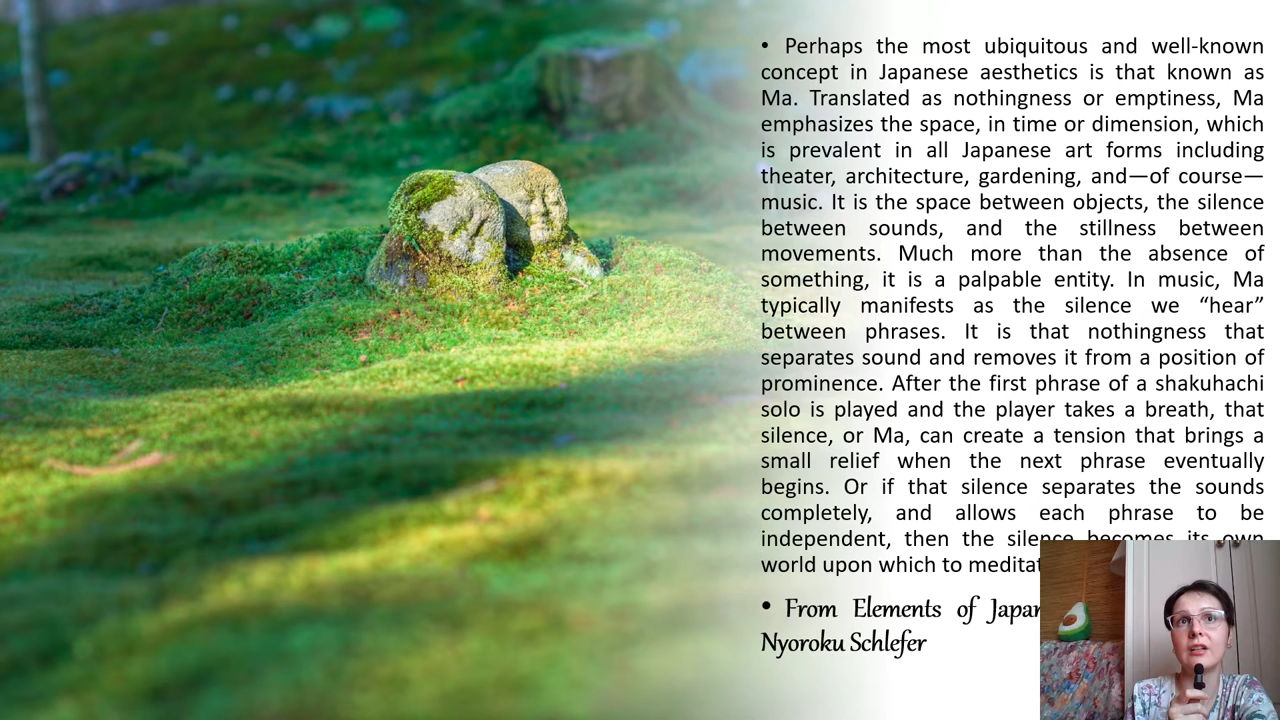 • Perhaps the most ubiquitous and well-known
concept in Japanese aesthetics is that known as
Ma. Translated as nothingness or emptiness, Ma
emphasizes the space, in time or dimension, which
is prevalent in all Japanese art forms including
theater, architecture, gardening, and—of course—
music. It is the space between objects, the silence
between sounds, and the stillness between
movements. Much more than the absence of
something, it is a palpable entity. In music, Ma
typically manifests as the silence we “hear”
between phrases. It is that nothingness that
separates sound and removes it from a position of
prominence. After the first phrase of a shakuhachi
solo is played and the player takes a breath, that
silence, or Ma, can create a tension that brings a
small relief when the next phrase eventually
begins. Or if that silence separates the sounds
completely, and allows each phrase to be
independent, then the silence becomes its own
world upon which to
• From Elements of
Nyoroku Schlefer